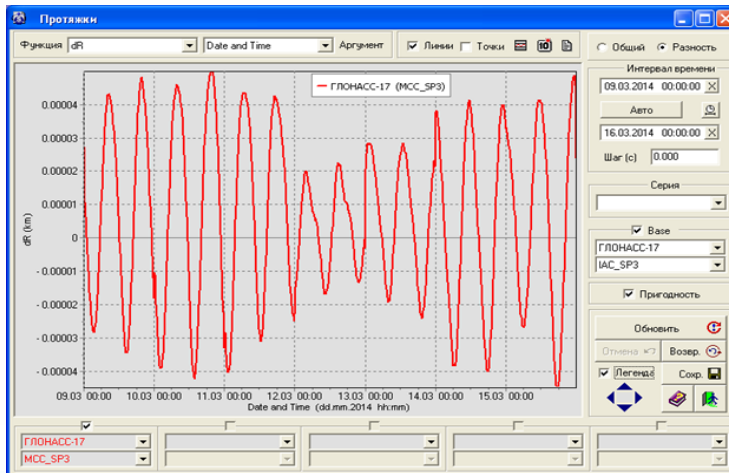 Протяжки
Функция dR Date and Time Аргумент Линии Точки Общий Разность
Интервал времени
09.03.2014 00:00:00
Авто
16.03.2014 00:00:00
Шаг (с) 0.000
Серия
Base
ГЛОНАСС-17
IAC_SP3
Пригодность
Обновить
Отмена Возвр.
Легенда Сохр.
ГЛОНАСС-17 (MCC_SP3)
0.00004
0.00003
0.00002
0.00001
0
-0.00001
-0.00002
-0.00003
-0.00004
dR (km)
09.03 00:00 10.03 00:00 11.03 00:00 12.03 00:00 13.03 00:00 14.03 00:00 15.03 00:00
Date and Time (dd.mm.2014 hh:mm)
ГЛОНАСС-17
MCC_SP3